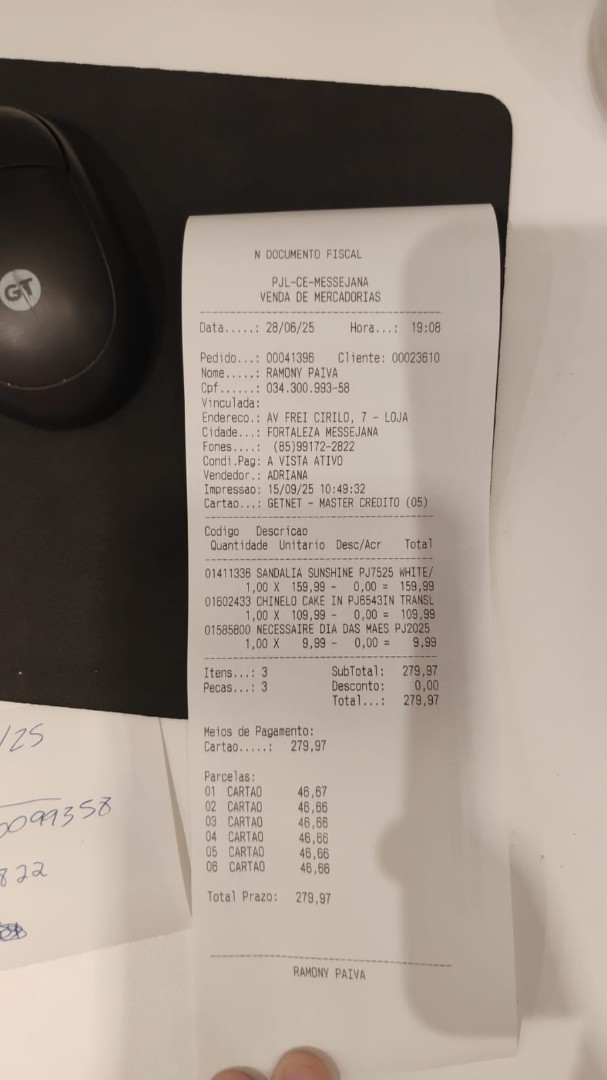 GT
N DOCUMENTO FISCAL
PJL-CE-MESSEJANA
VENDA DE MERCADORIAS
Data.....: 28/06/25 Hora...: 19:08
Pedido...: 00041396 Cliente: 00023610
Nome.....: RAMONY PAIVA
Cpf......: 034.300.993-58
Vinculada:
Endereco.: AV FREI CIRILO, 7 - LOJA
Cidade...: FORTALEZA MESSEJANA
Fones....: (85)99172-2822
Condi.Pag: A VISTA ATIVO
Vendedor.: ADRIANA
Impressao: 15/09/25 10:49:32
Cartao...: GETNET - MASTER CREDITO (05)
Codigo Descricao
Quantidade Unitario Desc/Acr Total
01411336 SANDALIA SUNSHINE PJ7525 WHITE/
1,00 X 159,99 - 0,00 = 159,99
01602433 CHINELO CAKE IN PJ6543IN TRANSL
1,00 X 109,99 - 0,00 = 109,99
01585800 NECESSAIRE DIA DAS MAES PJ2025
1,00 X 9,99 - 0,00 = 9,99
Itens...: 3 SubTotal: 279,97
Pecas...: 3 Desconto: 0,00
Total...: 279,97
Meios de Pagamento:
Cartao.....: 279,97
Parcelas:
01 CARTAO 46,67
02 CARTAO 46,66
03 CARTAO 46,66
04 CARTAO 46,66
05 CARTAO 46,66
06 CARTAO 46,66
Total Prazo: 279,97
RAMONY PAIVA
/25
0099358
822